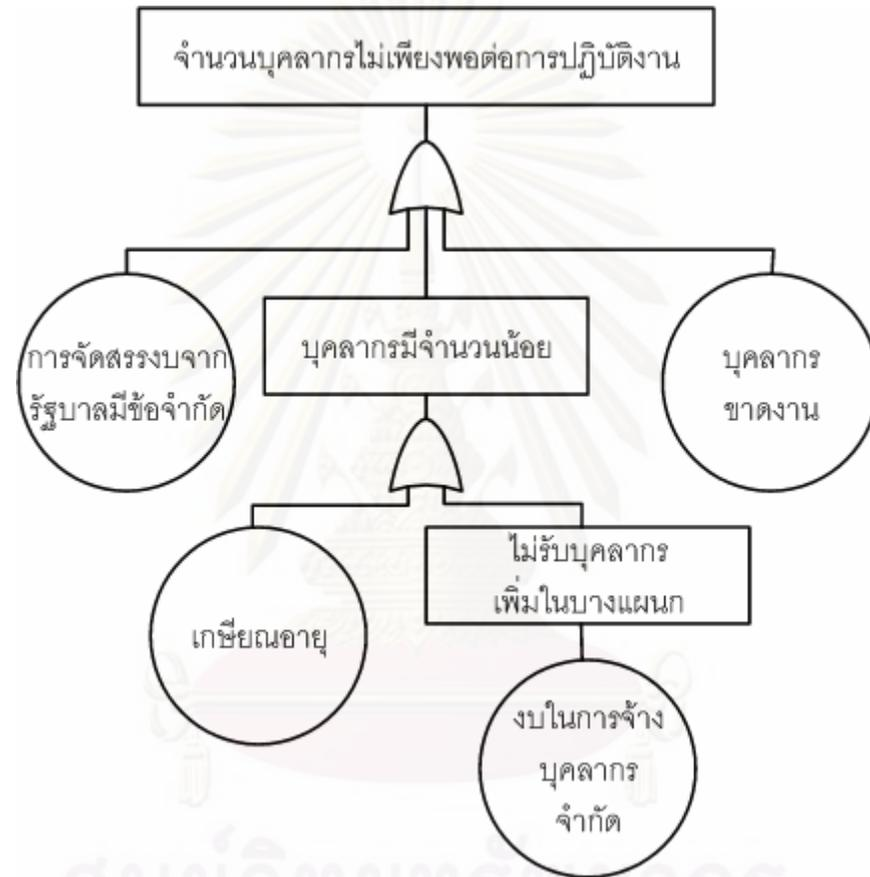 จำนวนบุคลากรไม่เพียงพอต่อการปฏิบัติงาน
การจัดสรรงบจาก
รัฐบาลมีข้อจำกัด
บุคลากรมีจำนวนน้อย
บุคลากร
ขาดงาน
เกษียณอายุ
ไม่รับบุคลากร
เพิ่มในบางแผนก
งบในการจ้าง
บุคลากร
จำกัด